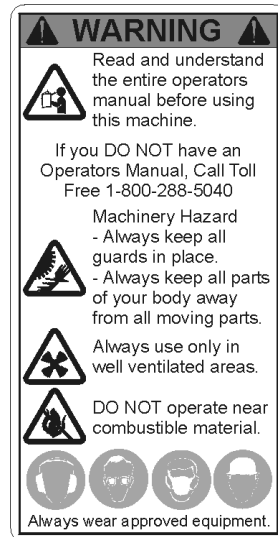 WARNING
Read and understand
the entire operators
manual before using
this machine.
If you DO NOT have an
Operators Manual, Call Toll
Free 1-800-288-5040
Machinery Hazard
- Always keep all
guards in place.
- Always keep all parts
of your body away
from all moving parts.
Always use only in
well ventilated areas.
DO NOT operate near
combustible material.
Always wear approved equipment.